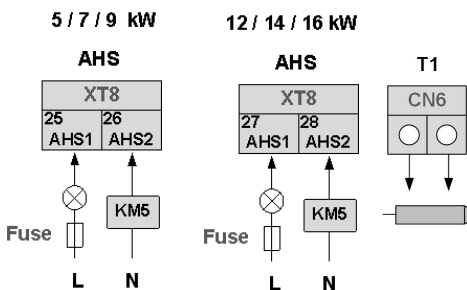 5 / 7 / 9 kW
12 / 14 / 16 kW
AHS
AHS
T1
XT8
XT8
CN6
25
26
27
28
AHS1
AHS2
AHS1
AHS2
KM5
KM5
Fuse
Fuse
L
N
L
N